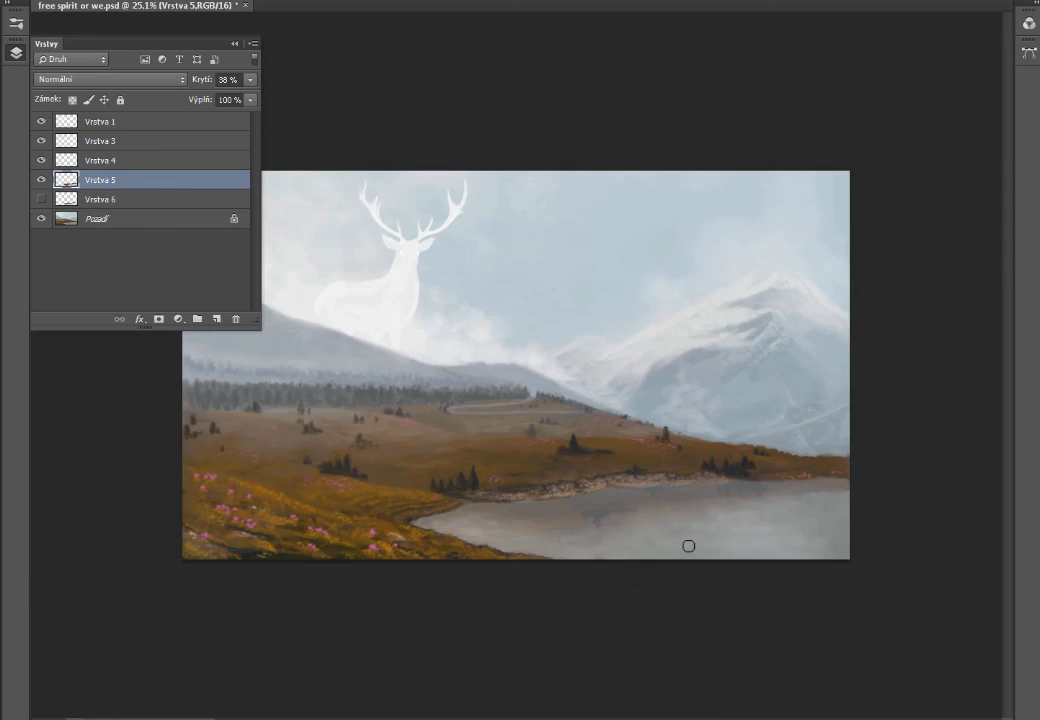 free spirit or we.psd @ 25,1% (Vrstva 5,RGB/16) * ×
Vrstvy
Druh
T
Normální Krytí: 38 %
Zámek: Výplň: 100 %
Vrstva 1
Vrstva 3
Vrstva 4
Vrstva 5
Vrstva 6
Pozadí
fx